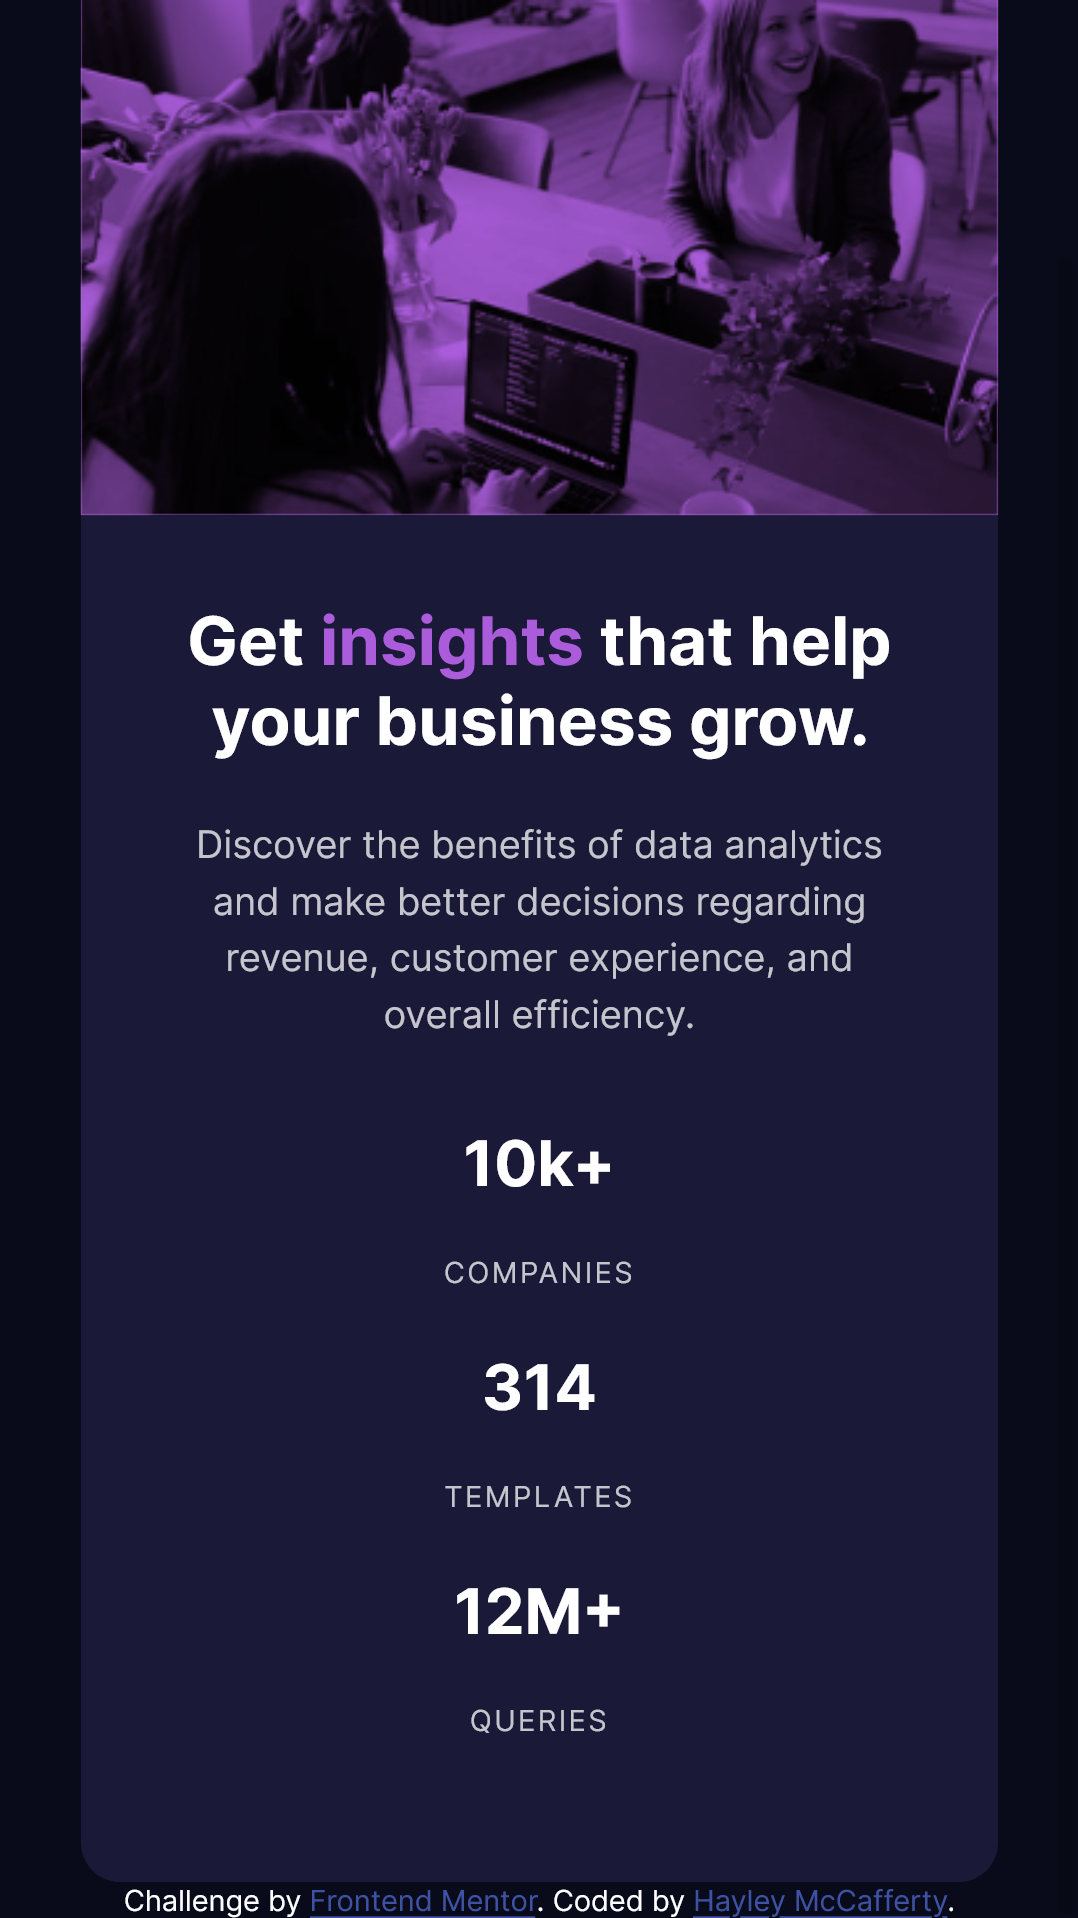 Get insights that help
your business grow.
Discover the benefits of data analytics
and make better decisions regarding
revenue, customer experience, and
overall efficiency.
10k+
COMPANIES
314
TEMPLATES
12M+
QUERIES
Challenge by Frontend Mentor. Coded by Hayley McCafferty.